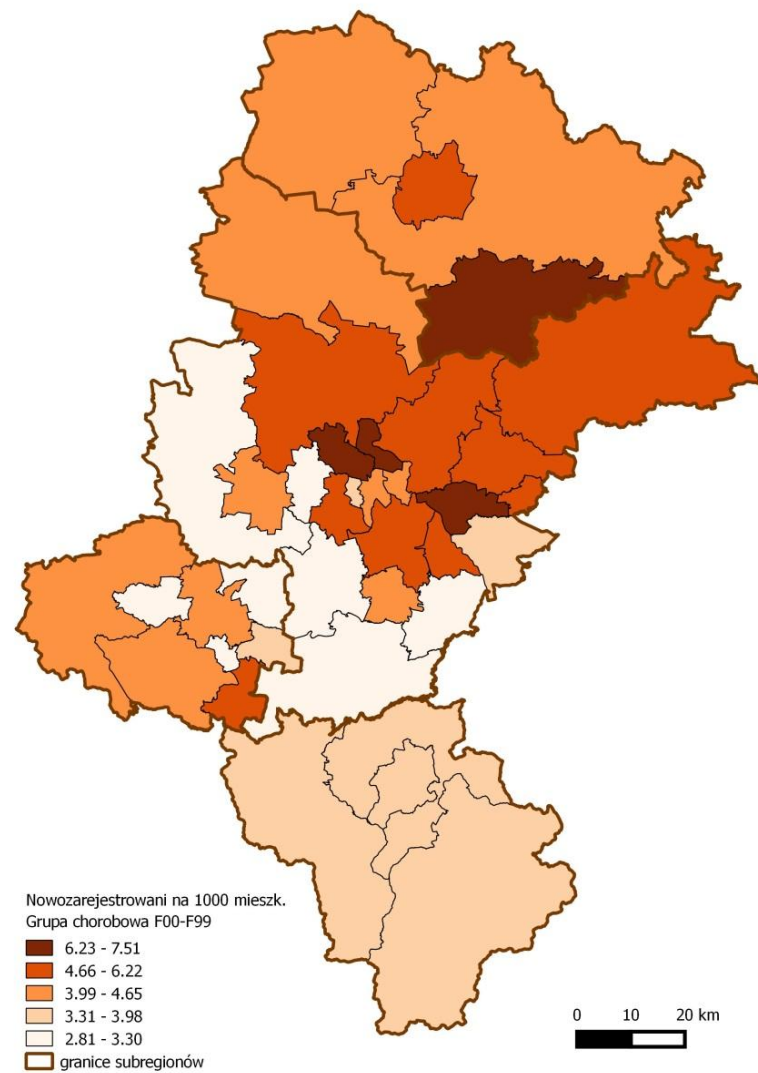 Nowozarejestrowani na 1000 mieszk.
Grupa chorobowa F00-F99
6.23 - 7.51
4.66 - 6.22
3.99 - 4.65
3.31 - 3.98
2.81 - 3.30
granice subregionów
0 10 20 km